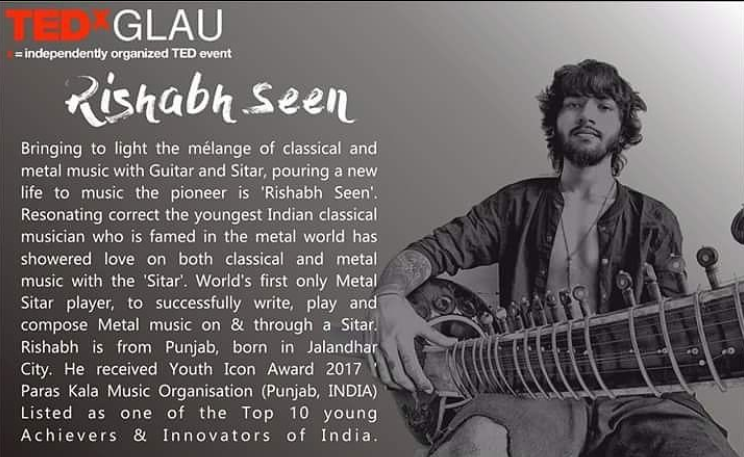 TEDxGLAU
x = independently organized TED event
Rishabh Seen
Bringing to light the mélange of classical and
metal music with Guitar and Sitar, pouring a new
life to music the pioneer is 'Rishabh Seen'.
Resonating correct the youngest Indian classical
musician who is famed in the metal world has
showered love on both classical and metal
music with the 'Sitar'. World's first only Metal
Sitar player, to successfully write, play and
compose Metal music on & through a Sitar.
Rishabh is from Punjab, born in Jalandhar
City. He received Youth Icon Award 2017
Paras Kala Music Organisation (Punjab, INDIA)
Listed as one of the Top 10 young
Achievers & Innovators of India.